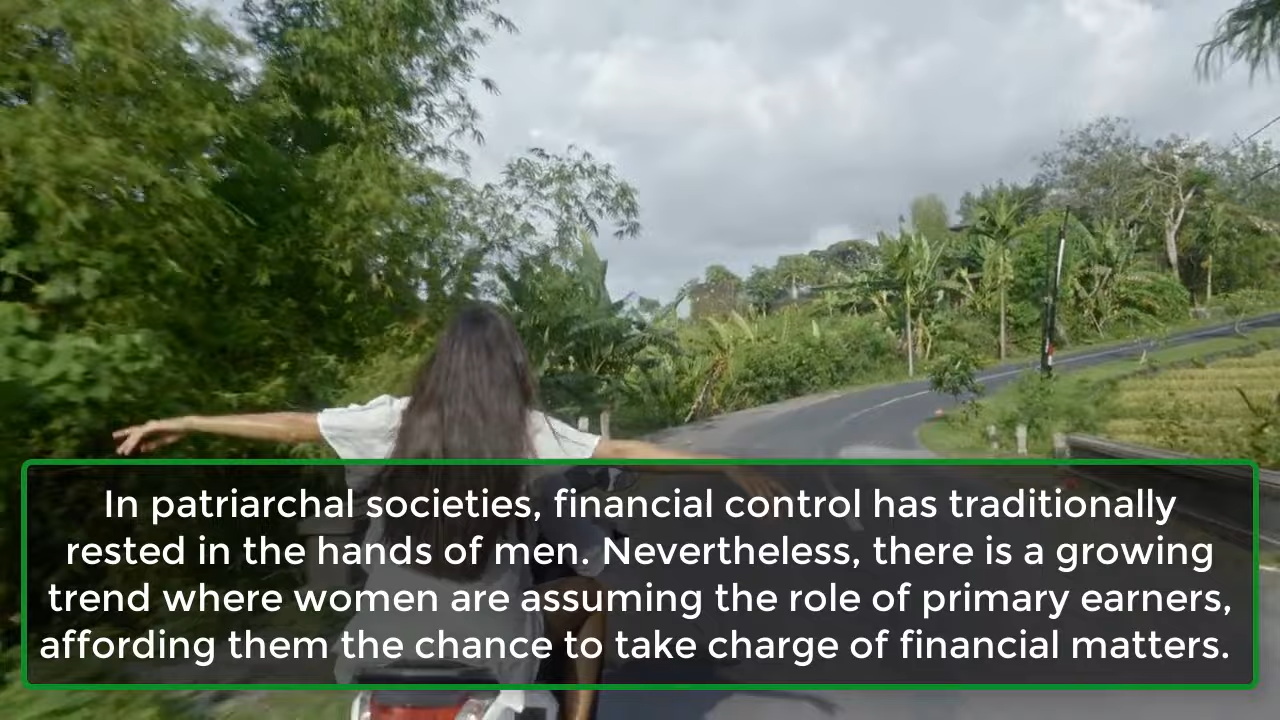 In patriarchal societies, financial control has traditionally
rested in the hands of men. Nevertheless, there is a growing
trend where women are assuming the role of primary earners,
affording them the chance to take charge of financial matters.